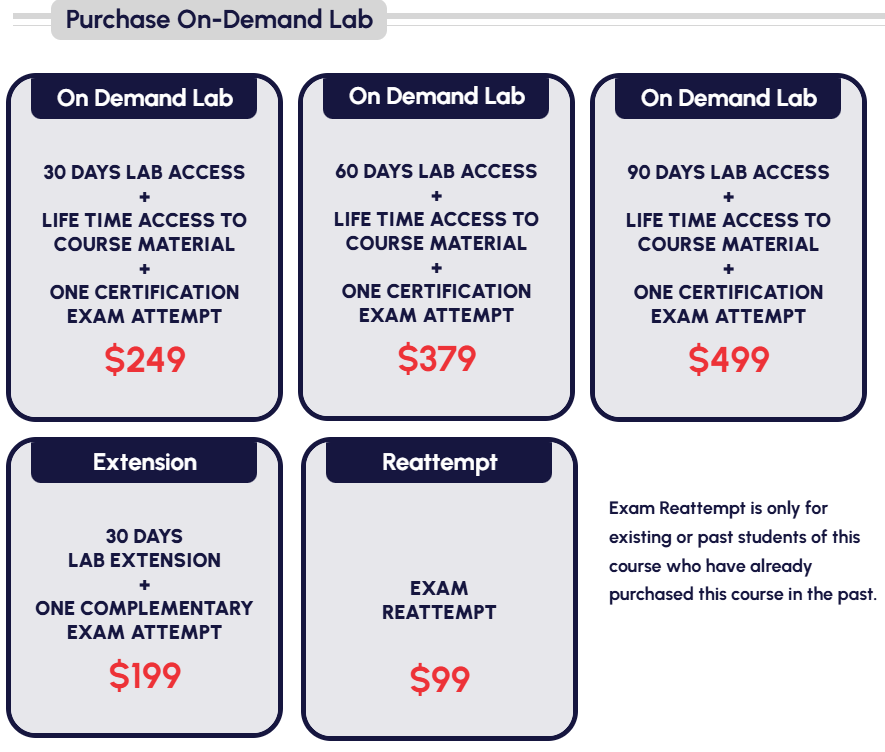 Purchase On-Demand Lab
On Demand Lab
30 DAYS LAB ACCESS
+
LIFE TIME ACCESS TO
COURSE MATERIAL
+
ONE CERTIFICATION
EXAM ATTEMPT
$249
On Demand Lab
60 DAYS LAB ACCESS
+
LIFE TIME ACCESS TO
COURSE MATERIAL
+
ONE CERTIFICATION
EXAM ATTEMPT
$379
On Demand Lab
90 DAYS LAB ACCESS
+
LIFE TIME ACCESS TO
COURSE MATERIAL
+
ONE CERTIFICATION
EXAM ATTEMPT
$499
Extension
30 DAYS
LAB EXTENSION
+
ONE COMPLEMENTARY
EXAM ATTEMPT
$199
Reattempt
EXAM
REATTEMPT
$99
Exam Reattempt is only for
existing or past students of this
course who have already
purchased this course in the past.